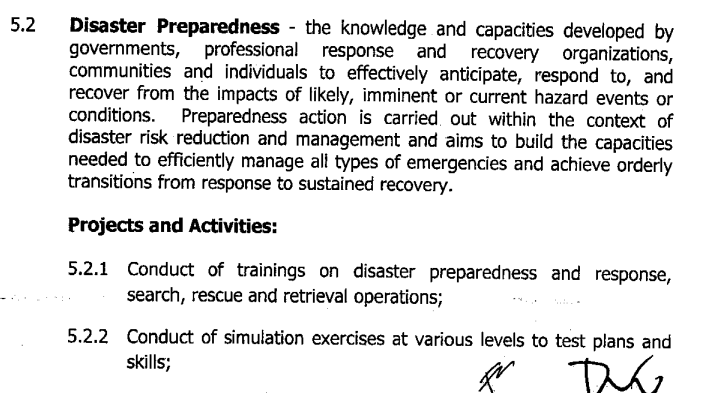 5.2 Disaster Preparedness - the knowledge and capacities developed by
governments, professional response and recovery organizations,
communities and individuals to effectively anticipate, respond to, and
recover from the impacts of likely, imminent or current hazard events or
conditions. Preparedness action is carried out within the context of
disaster risk reduction and management and aims to build the capacities
needed to efficiently manage all types of emergencies and achieve orderly
transitions from response to sustained recovery.
Projects and Activities:
5.2.1 Conduct of trainings on disaster preparedness and response,
search, rescue and retrieval operations;
5.2.2 Conduct of simulation exercises at various levels to test plans and
skills;